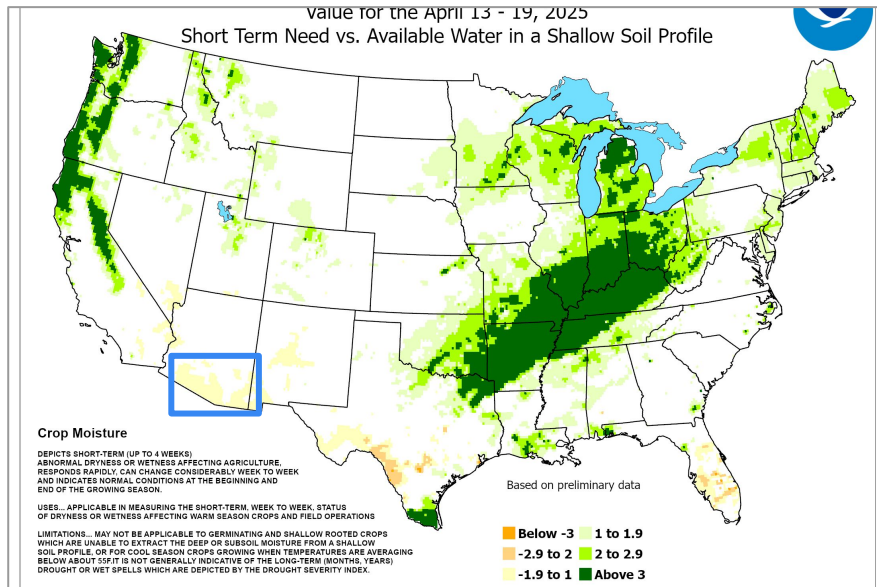 Value for the April 13 - 19, 2025
Short Term Need vs. Available Water in a Shallow Soil Profile
Crop Moisture
DEPICTS SHORT-TERM (UP TO 4 WEEKS)
ABNORMAL DRYNESS OR WETNESS AFFECTING AGRICULTURE,
RESPONDS RAPIDLY, CAN CHANGE CONSIDERABLY WEEK TO WEEK
AND INDICATES NORMAL CONDITIONS AT THE BEGINNING AND
END OF THE GROWING SEASON.
USES... APPLICABLE IN MEASURING THE SHORT-TERM, WEEK TO WEEK, STATUS
OF DRYNESS OR WETNESS AFFECTING WARM SEASON CROPS AND FIELD OPERATIONS
LIMITATIONS... MAY NOT BE APPLICABLE TO GERMINATING AND SHALLOW ROOTED CROPS
WHICH ARE UNABLE TO EXTRACT THE DEEP OR SUBSOIL MOISTURE FROM A SHALLOW
SOIL PROFILE, OR FOR COOL SEASON CROPS GROWING WHEN TEMPERATURES ARE AVERAGING
BELOW ABOUT 55F.IT IS NOT GENERALLY INDICATIVE OF THE LONG-TERM (MONTHS, YEARS)
DROUGHT OR WET SPELLS WHICH ARE DEPICTED BY THE DROUGHT SEVERITY INDEX.
Based on preliminary data
Below -3
-2.9 to 2
-1.9 to 1
1 to 1.9
2 to 2.9
Above 3